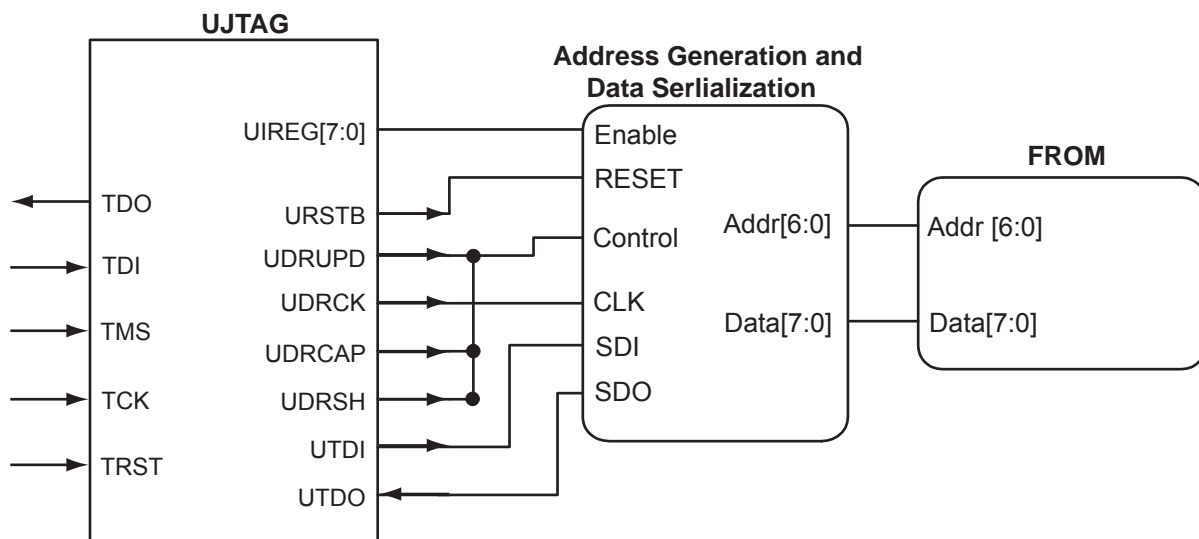 UJTAG
TDO
TDI
TMS
TCK
TRST
UIREG[7:0]
URSTB
UDRUPD
UDRCK
UDRCAP
UDRSH
UTDI
UTDO
Address Generation and
Data Serlialization
Enable
RESET
Control
CLK
SDI
SDO
Addr[6:0]
Data[7:0]
FROM
Addr [6:0]
Data[7:0]